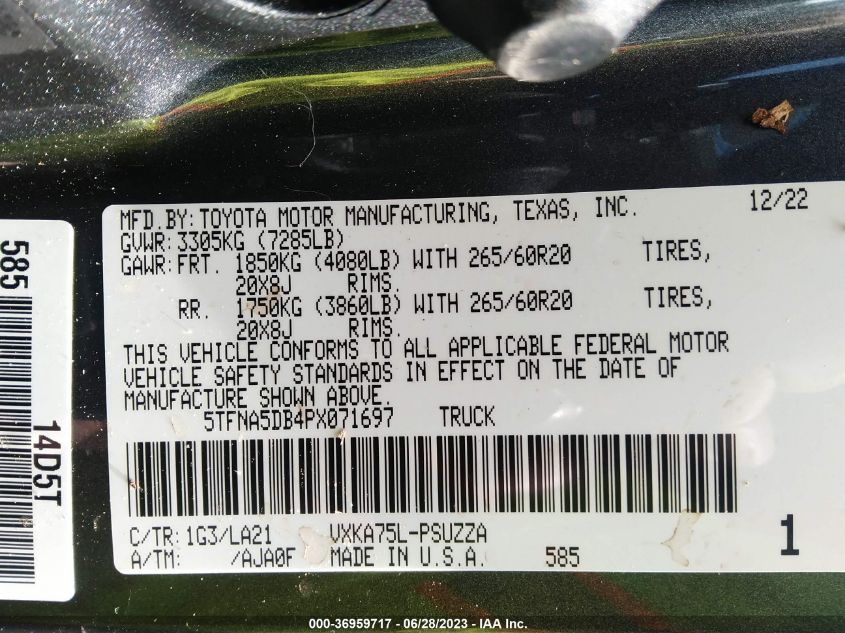 MFD.BY: TOYOTA MOTOR MANUFACTURING, TEXAS, INC. 12/22
GVWR: 3305KG (7285LB)
GAWR: FRT. 1850KG (4080LB) WITH 265/60R20 TIRES,
20X8J RIMS.
RR. 1750KG (3860LB) WITH 265/60R20 TIRES,
20X8J RIMS.
THIS VEHICLE CONFORMS TO ALL APPLICABLE FEDERAL MOTOR
VEHICLE SAFETY STANDARDS IN EFFECT ON THE DATE OF
MANUFACTURE SHOWN ABOVE.
5TFNA5DB4PX071697 TRUCK
C/TR: 1G3/LA21 VXKA75L-PSUZZA
A/TM: /AJA0F MADE IN U.S.A. 585
1
585
14D5T
000-36959717 - 06/28/2023 - IAA Inc.